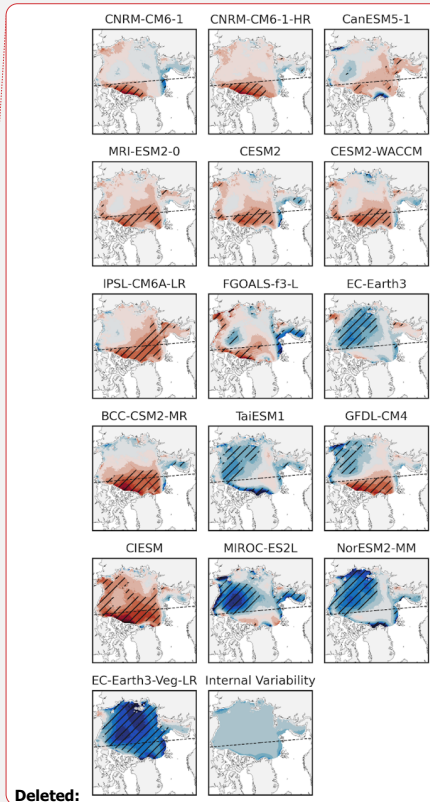 CNRM-CM6-1 CNRM-CM6-1-HR CanESM5-1
MRI-ESM2-0 CESM2 CESM2-WACCM
IPSL-CM6A-LR FGOALS-f3-L EC-Earth3
BCC-CSM2-MR TaiESM1 GFDL-CM4
CIESM MIROC-ES2L NorESM2-MM
EC-Earth3-Veg-LR Internal Variability
Deleted: